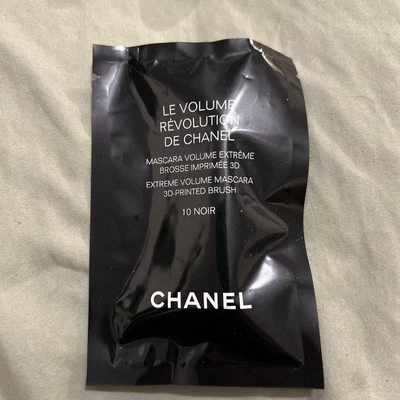 LE VOLUME
RÉVOLUTION
DE CHANEL
MASCARA VOLUME EXTRÊME
BROSSE IMPRIMÉE 3D
EXTREME VOLUME MASCARA
3D-PRINTED BRUSH
10 NOIR
CHANEL